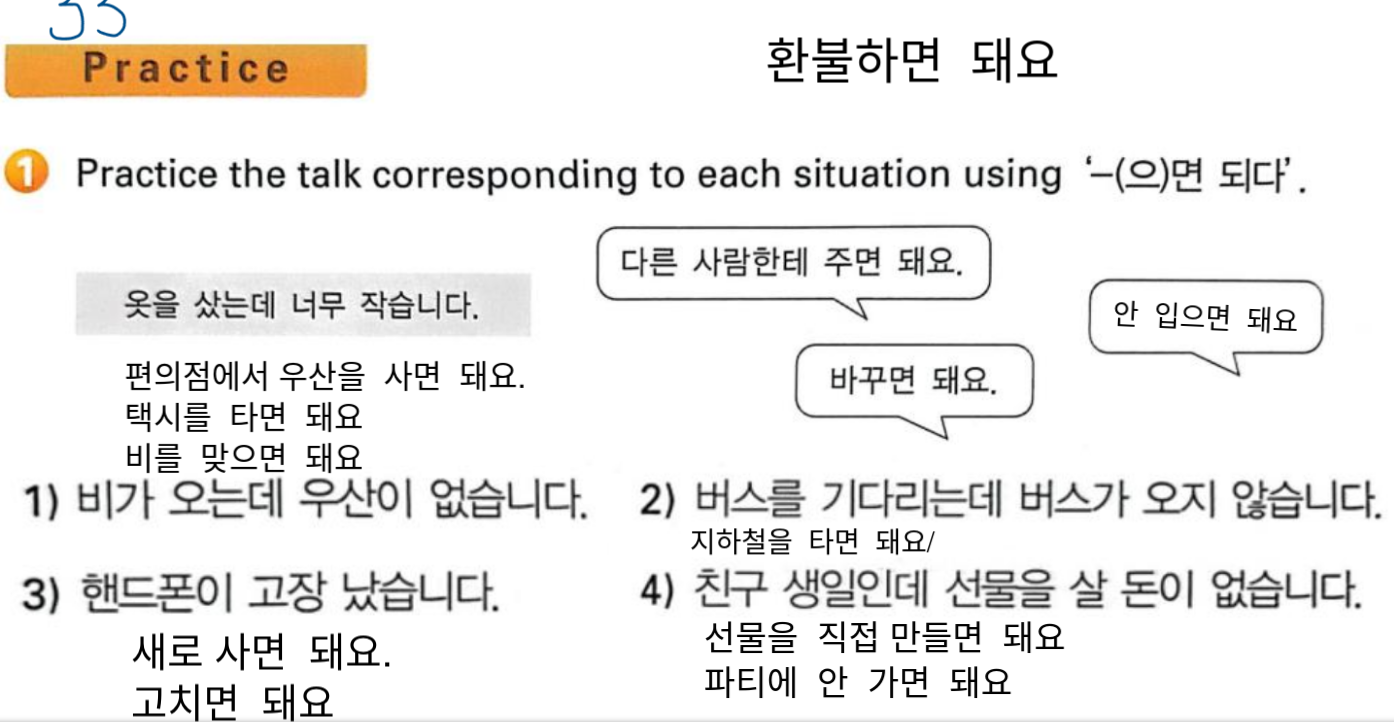 33
Practice
환불하면 돼요
1 Practice the talk corresponding to each situation using '-(으)면 되다'.
다른 사람한테 주면 돼요.
옷을 샀는데 너무 작습니다.
안 입으면 돼요
바꾸면 돼요.
편의점에서 우산을 사면 돼요.
택시를 타면 돼요
비를 맞으면 돼요
1) 비가 오는데 우산이 없습니다.
2) 버스를 기다리는데 버스가 오지 않습니다.
지하철을 타면 돼요/
3) 핸드폰이 고장 났습니다.
새로 사면 돼요.
고치면 돼요
4) 친구 생일인데 선물을 살 돈이 없습니다.
선물을 직접 만들면 돼요
파티에 안 가면 돼요